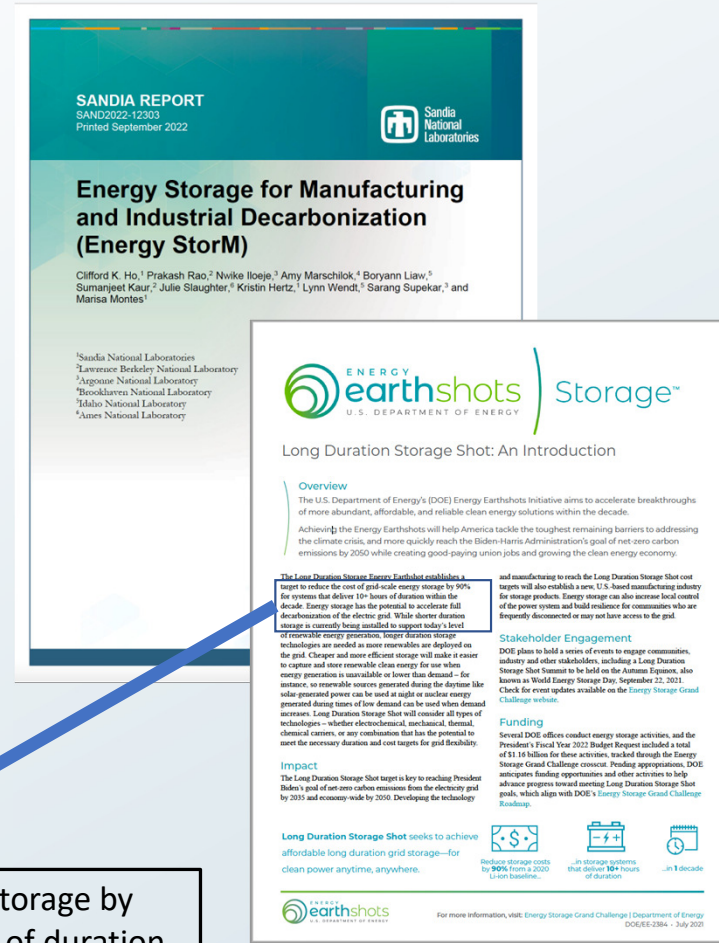 SANDIA REPORT
SAND2022-12303
Printed September 2022
Sandia
National
Laboratories
Energy Storage for Manufacturing
and Industrial Decarbonization
(Energy StorM)
Clifford K. Ho,¹ Prakash Rao,² Nwike Iloeje,³ Amy Marschilok,⁴ Boryann Liaw,⁵
Sumanjeet Kaur,² Julie Slaughter,⁶ Kristin Hertz,¹ Lynn Wendt,⁵ Sarang Supekar,³ and
Marisa Montes¹
¹Sandia National Laboratories
²Lawrence Berkeley National Laboratory
³Argonne National Laboratory
⁴Brookhaven National Laboratory
⁵Idaho National Laboratory
⁶Ames National Laboratory
ENERGY
earthshots
U.S. DEPARTMENT OF ENERGY
Storage™
Long Duration Storage Shot: An Introduction
Overview
The U.S. Department of Energy's (DOE) Energy Earthshots Initiative aims to accelerate breakthroughs
of more abundant, affordable, and reliable clean energy solutions within the decade.
Achieving the Energy Earthshots will help America tackle the toughest remaining barriers to addressing
the climate crisis, and more quickly reach the Biden-Harris Administration's goal of net-zero carbon
emissions by 2050 while creating good-paying union jobs and growing the clean energy economy.
The Long Duration Storage Energy Earthshot establishes a
target to reduce the cost of grid-scale energy storage by 90%
for systems that deliver 10+ hours of duration within the
decade. Energy storage has the potential to accelerate full
decarbonization of the electric grid. While shorter duration
storage is currently being installed to support today's level
of renewable energy generation, longer duration storage
technologies are needed as more renewables are deployed on
the grid. Cheaper and more efficient storage will make it easier
to capture and store renewable clean energy for use when
energy generation is unavailable or lower than demand – for
instance, so renewable sources generated during the daytime like
solar-generated power can be used at night or nuclear energy
generated during times of low demand can be used when demand
increases. Long Duration Storage Shot will consider all types of
technologies – whether electrochemical, mechanical, thermal,
chemical carriers, or any combination that has the potential to
meet the necessary duration and cost targets for grid flexibility.
Impact
The Long Duration Storage Shot target is key to reaching President
Biden's goal of net-zero carbon emissions from the electricity grid
by 2035 and economy-wide by 2050. Developing the technology
and manufacturing to reach the Long Duration Storage Shot cost
targets will also establish a new, U.S.-based manufacturing industry
for storage products. Energy storage can also increase local control
of the power system and build resilience for communities who are
frequently disconnected or may not have access to the grid.
Stakeholder Engagement
DOE plans to hold a series of events to engage communities,
industry and other stakeholders, including a Long Duration
Storage Shot Summit to be held on the Autumn Equinox, also
known as World Energy Storage Day, September 22, 2021.
Check for event updates available on the Energy Storage Grand
Challenge website.
Funding
Several DOE offices conduct energy storage activities, and the
President's Fiscal Year 2022 Budget Request included a total
of $1.16 billion for these activities, tracked through the Energy
Storage Grand Challenge crosscut. Pending appropriations, DOE
anticipates funding opportunities and other activities to help
advance progress toward meeting Long Duration Storage Shot
goals, which align with DOE's Energy Storage Grand Challenge
Roadmap.
Long Duration Storage Shot seeks to achieve
affordable long duration grid storage—for
clean power anytime, anywhere.
Reduce storage costs
by 90% from a 2020
Li-ion baseline...
...in storage systems
that deliver 10+ hours
of duration
...in 1 decade
ENERGY
earthshots
U.S. DEPARTMENT OF ENERGY
For more information, visit: Energy Storage Grand Challenge | Department of Energy
DOE/EE-2384 • July 2021
torage by
of duration